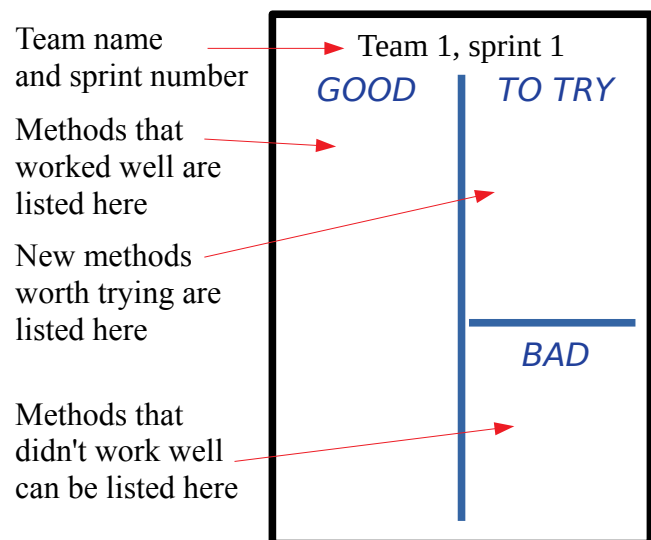 Team name
and sprint number
Team 1, sprint 1
GOOD
TO TRY
Methods that
worked well are
listed here
New methods
worth trying are
listed here
BAD
Methods that
didn't work well
can be listed here